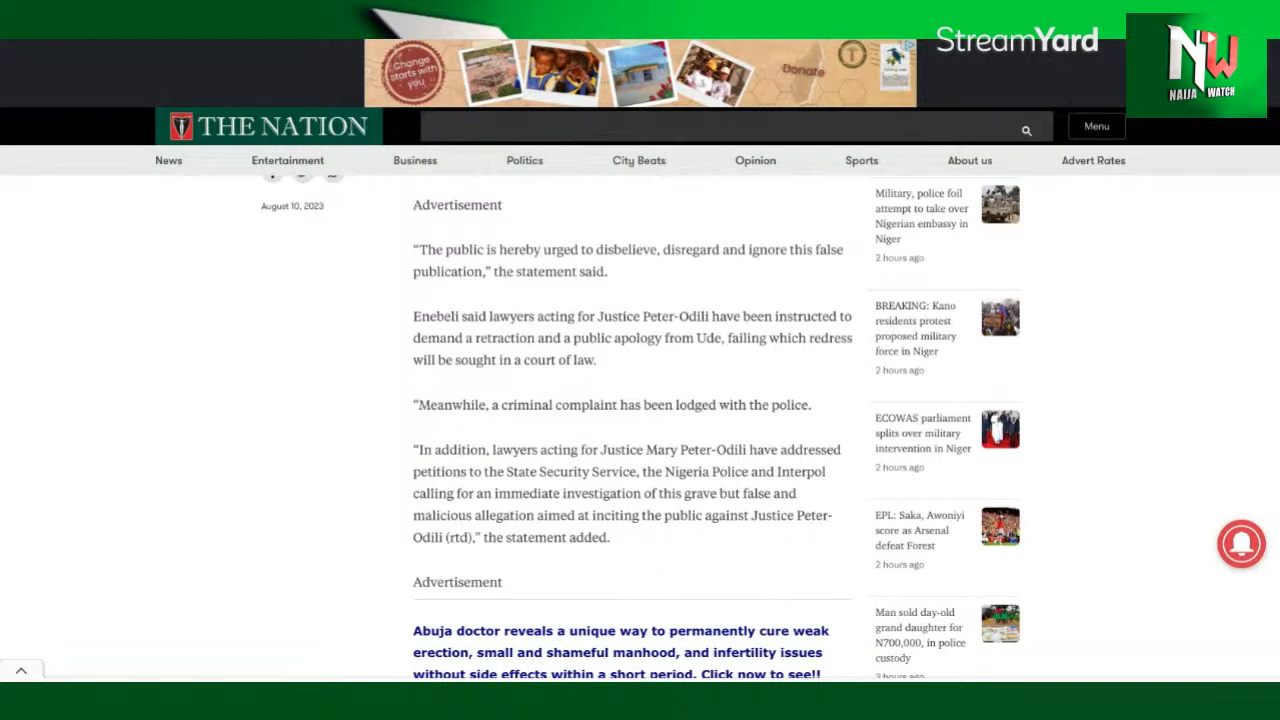 Change
starts with
you
Donate
StreamYard
NW
NAIJA WATCH
THE NATION
Menu
News Entertainment Business Politics City Beats Opinion Sports About us Advert Rates
August 10, 2023
Advertisement
“The public is hereby urged to disbelieve, disregard and ignore this false
publication,” the statement said.
Enebeli said lawyers acting for Justice Peter-Odili have been instructed to
demand a retraction and a public apology from Ude, failing which redress
will be sought in a court of law.
“Meanwhile, a criminal complaint has been lodged with the police.
“In addition, lawyers acting for Justice Mary Peter-Odili have addressed
petitions to the State Security Service, the Nigeria Police and Interpol
calling for an immediate investigation of this grave but false and
malicious allegation aimed at inciting the public against Justice Peter-
Odili (rtd),” the statement added.
Advertisement
Abuja doctor reveals a unique way to permanently cure weak
erection, small and shameful manhood, and infertility issues
without side effects within a short period. Click now to see!!
Military, police foil
attempt to take over
Nigerian embassy in
Niger
2 hours ago
BREAKING: Kano
residents protest
proposed military
force in Niger
2 hours ago
ECOWAS parliament
splits over military
intervention in Niger
2 hours ago
EPL: Saka, Awoniyi
score as Arsenal
defeat Forest
2 hours ago
Man sold day-old
grand daughter for
N700,000, in police
custody
3 hours ago